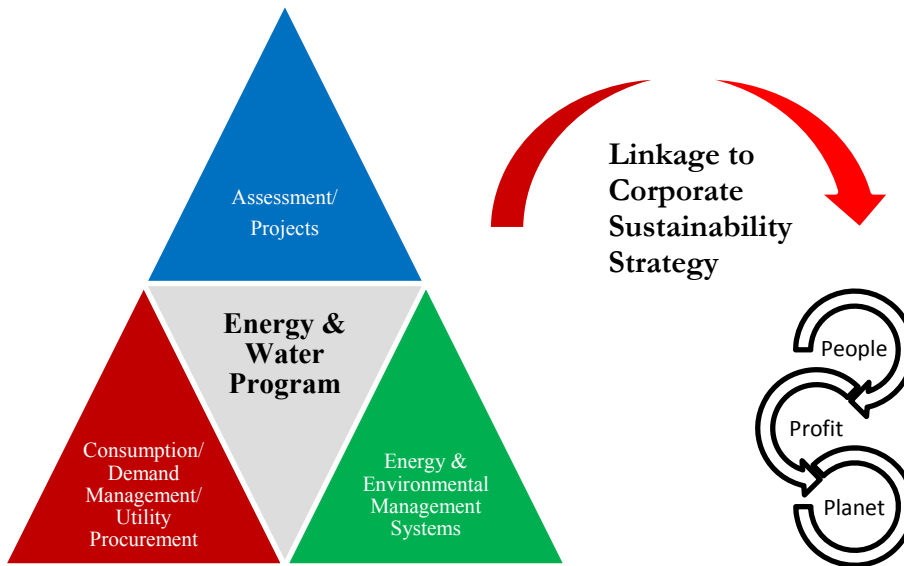 Assessment/
Projects
Energy &
Water
Program
Consumption/
Demand
Management/
Utility
Procurement
Energy &
Environmental
Management
Systems
Linkage to
Corporate
Sustainability
Strategy
People
Profit
Planet